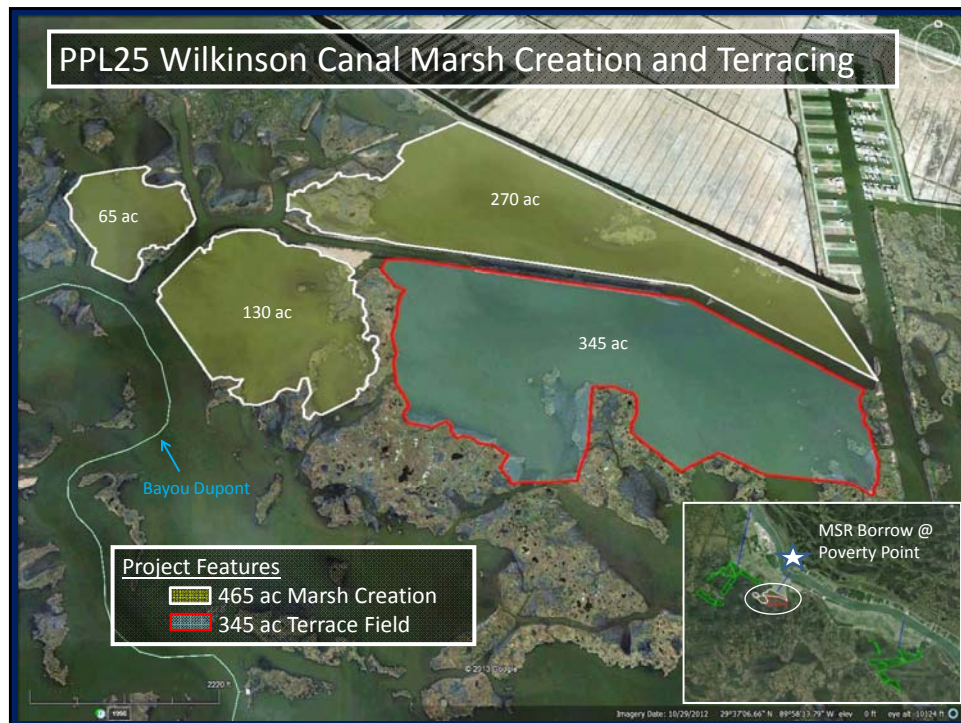 PPL25 Wilkinson Canal Marsh Creation and Terracing
65 ac
270 ac
130 ac
345 ac
Bayou Dupont
MSR Borrow @
Poverty Point
Project Features
465 ac Marsh Creation
345 ac Terrace Field
© 2013 Google
2220 ft
1998
Imagery Date: 10/29/2012 29°37'06.66" N 89°58'33.79" W elev 0 ft eye alt 10124 ft